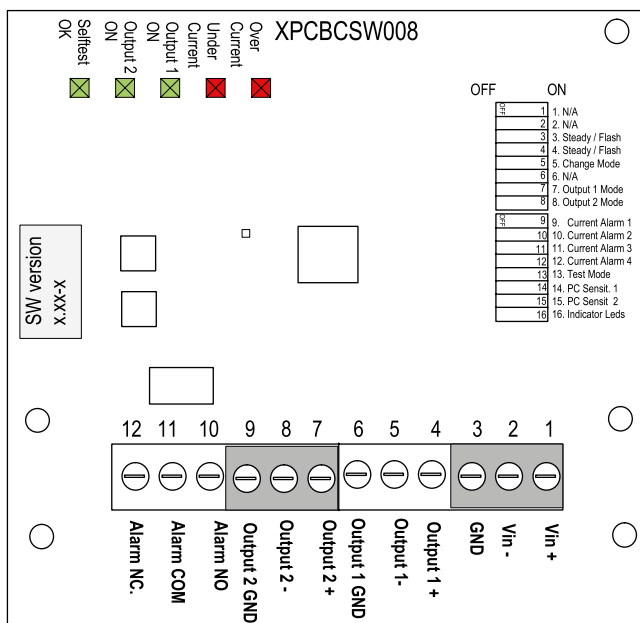 XPCBCSW008
Selftest
OK
Output 2
ON
Output 1
ON
Under
Current
Over
Current
OFF
ON
OFF
1
1. N/A
2
2. N/A
3
3. Steady / Flash
4
4. Steady / Flash
5
5. Change Mode
6
6. N/A
7
7. Output 1 Mode
8
8. Output 2 Mode
OFF
9
9. Current Alarm 1
10
10. Current Alarm 2
11
11. Current Alarm 3
12
12. Current Alarm 4
13
13. Test Mode
14
14. PC Sensit. 1
15
15. PC Sensit 2
16
16. Indicator Leds
SW version
x.xx-x
12 11 10 9 8 7 6 5 4 3 2 1
Alarm NC.
Alarm COM
Alarm NO
Output 2 GND
Output 2 -
Output 2 +
Output 1 GND
Output 1-
Output 1 +
GND
Vin -
Vin +